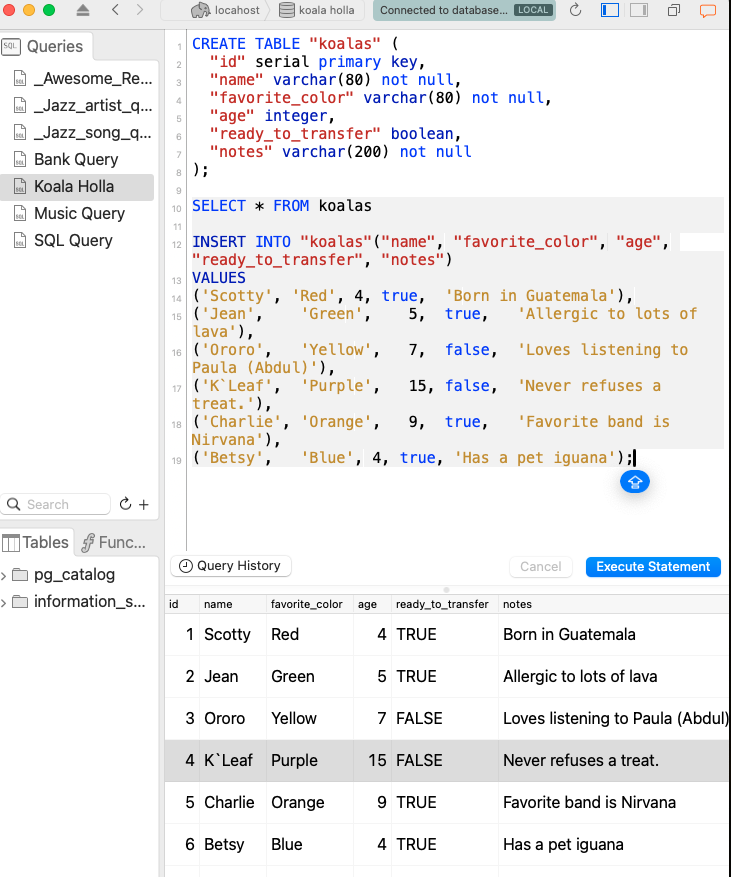 locahost
koala holla
Connected to database...
LOCAL
SQL
Queries
_Awesome_Re...
_Jazz_artist_q...
_Jazz_song_q...
Bank Query
Koala Holla
Music Query
SQL Query
Search
Tables
Func...
pg_catalog
information_s...
1 CREATE TABLE "koalas" (
2 "id" serial primary key,
3 "name" varchar(80) not null,
4 "favorite_color" varchar(80) not null,
5 "age" integer,
6 "ready_to_transfer" boolean,
7 "notes" varchar(200) not null
8 );
9
10 SELECT * FROM koalas
11
12 INSERT INTO "koalas"("name", "favorite_color", "age",
"ready_to_transfer", "notes")
13 VALUES
14 ('Scotty', 'Red', 4, true, 'Born in Guatemala'),
15 ('Jean', 'Green', 5, true, 'Allergic to lots of
lava'),
16 ('Ororo', 'Yellow', 7, false, 'Loves listening to
Paula (Abdul)'),
17 ('K`Leaf', 'Purple', 15, false, 'Never refuses a
treat.'),
18 ('Charlie', 'Orange', 9, true, 'Favorite band is
Nirvana'),
19 ('Betsy', 'Blue', 4, true, 'Has a pet iguana');
Query History
Cancel
Execute Statement
id name favorite_color age ready_to_transfer notes
1 Scotty Red 4 TRUE Born in Guatemala
2 Jean Green 5 TRUE Allergic to lots of lava
3 Ororo Yellow 7 FALSE Loves listening to Paula (Abdul)
4 K`Leaf Purple 15 FALSE Never refuses a treat.
5 Charlie Orange 9 TRUE Favorite band is Nirvana
6 Betsy Blue 4 TRUE Has a pet iguana